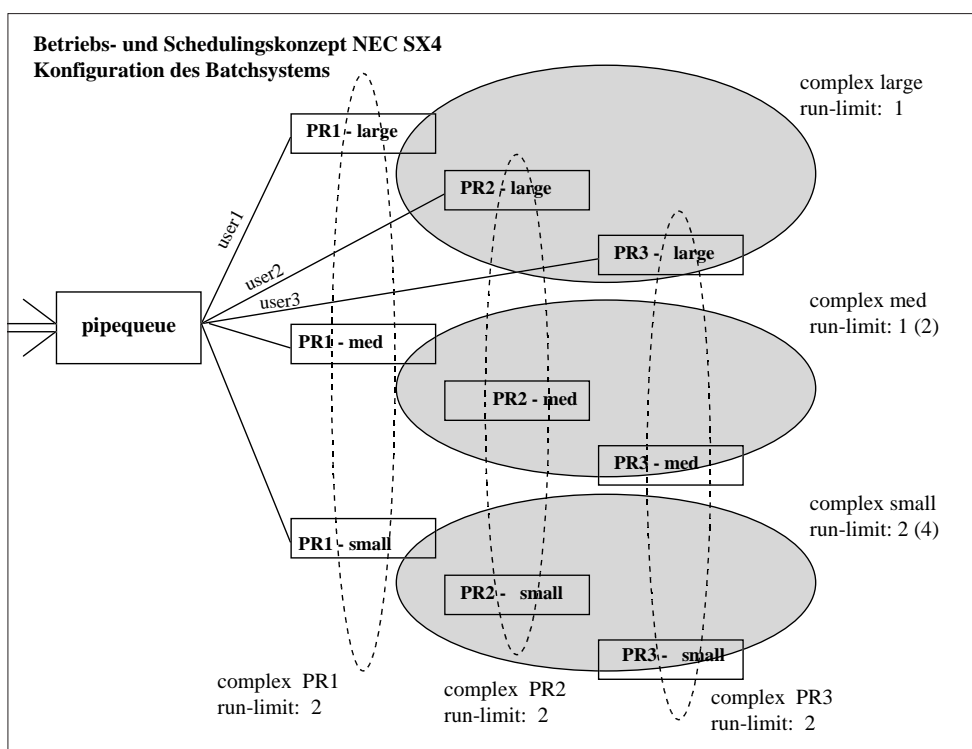 Betriebs- und Schedulingskonzept NEC SX4
Konfiguration des Batchsystems
complex large
run-limit: 1
PR1 - large
PR2 - large
PR3 - large
user1
user2
user3
pipequeue
complex med
run-limit: 1 (2)
PR1 - med
PR2 - med
PR3 - med
complex small
run-limit: 2 (4)
PR1 - small
PR2 - small
PR3 - small
complex PR1
run-limit: 2
complex PR2
run-limit: 2
complex PR3
run-limit: 2